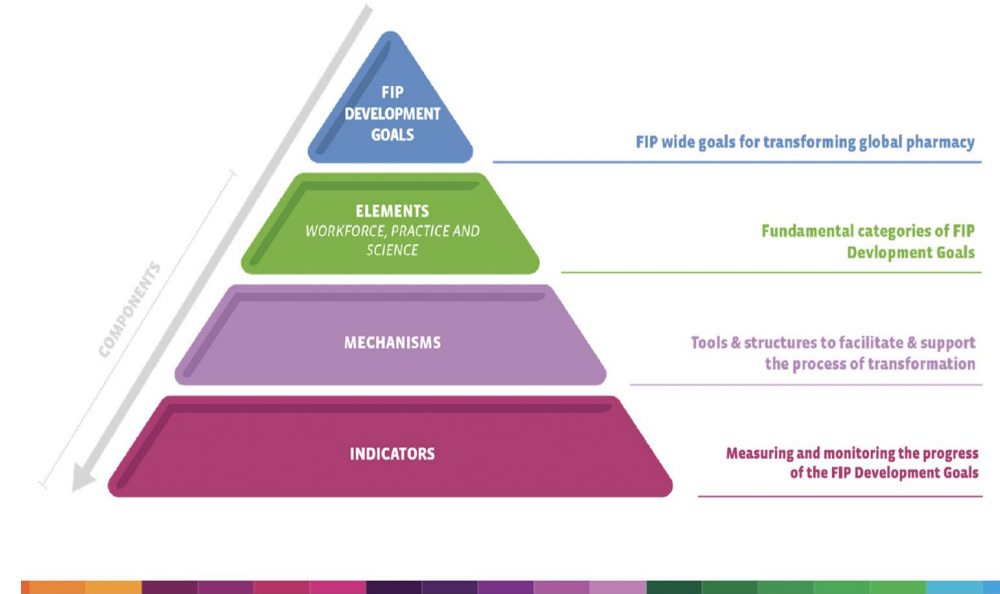 FIP
DEVELOPMENT
GOALS
FIP wide goals for transforming global pharmacy
ELEMENTS
WORKFORCE, PRACTICE AND
SCIENCE
Fundamental categories of FIP
Devlopment Goals
COMPONENTS
MECHANISMS
Tools & structures to facilitate & support
the process of transformation
INDICATORS
Measuring and monitoring the progress
of the FIP Development Goals